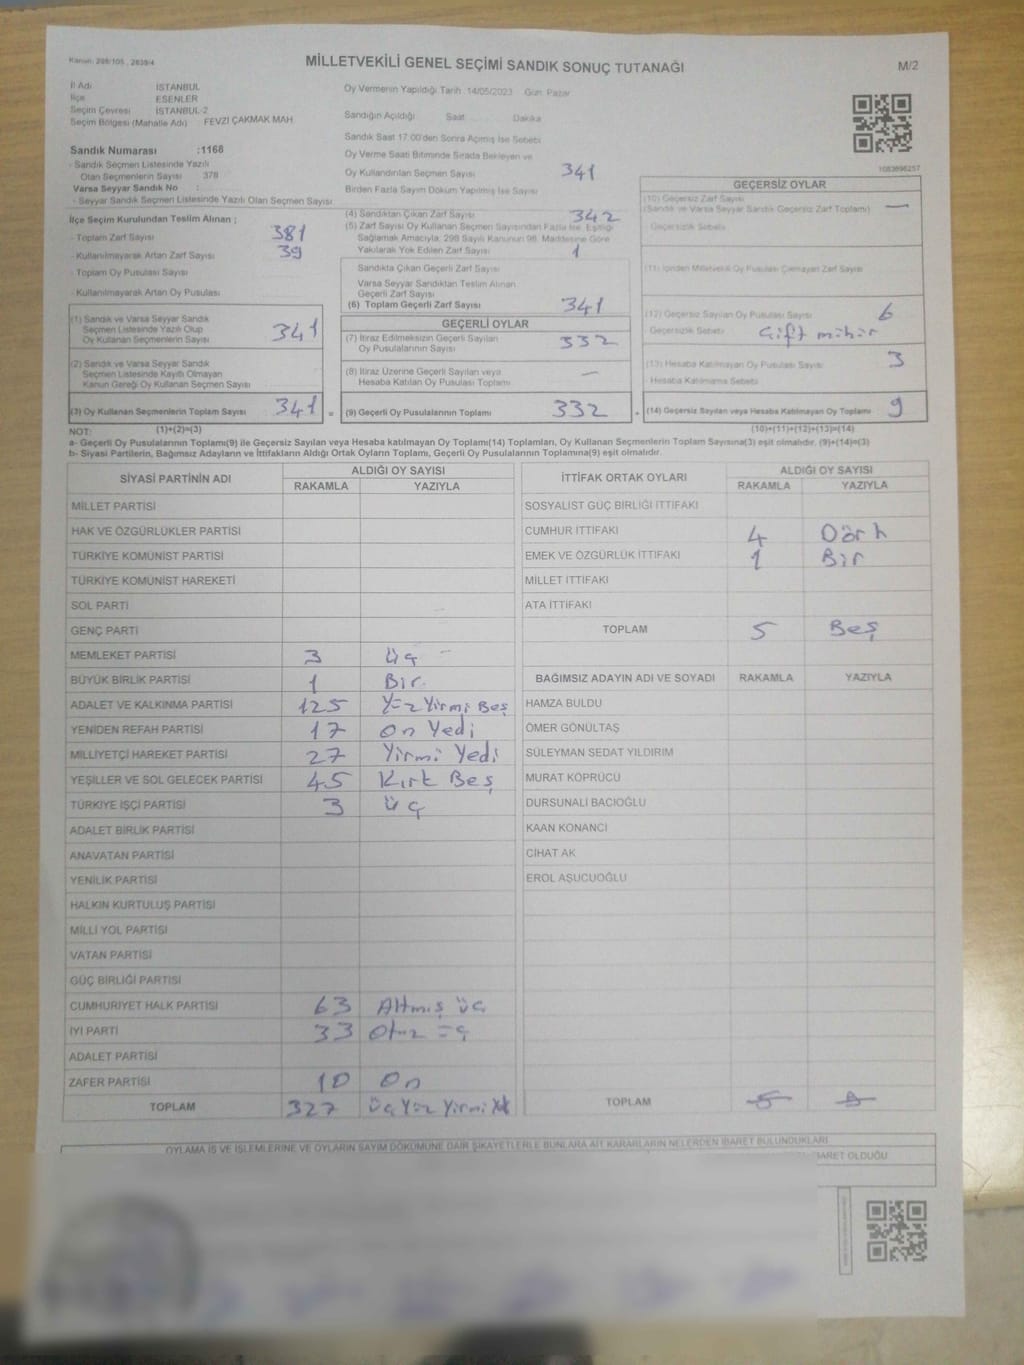 Kanun: 298/105 , 2839/4
MİLLETVEKİLİ GENEL SEÇİMİ SANDIK SONUÇ TUTANAĞI
M/2
İl Adı İSTANBUL
İlçe ESENLER
Seçim Çevresi İSTANBUL-2
Seçim Bölgesi (Mahalle Adı) FEVZİ ÇAKMAK MAH.
Sandık Numarası :1168
- Sandık Seçmen Listesinde Yazılı
Olan Seçmenlerin Sayısı 378
Varsa Seyyar Sandık No :
- Seyyar Sandık Seçmen Listesinde Yazılı Olan Seçmen Sayısı
Oy Vermenin Yapıldığı Tarih :14/05/2023 Gün: Pazar
Sandığın Açıldığı Saat Dakika
Sandık Saat 17:00'den Sonra Açılmış İse Sebebi
Oy Verme Saati Bitiminde Sırada Bekleyen ve
Oy Kullandırılan Seçmen Sayısı 341
Birden Fazla Sayım Döküm Yapılmış İse Sayısı
1083896257
İlçe Seçim Kurulundan Teslim Alınan ;
- Toplam Zarf Sayısı 381
- Kullanılmayarak Artan Zarf Sayısı 39
- Toplam Oy Pusulası Sayısı
- Kullanılmayarak Artan Oy Pusulası
(1) Sandık ve Varsa Seyyar Sandık
Seçmen Listesinde Yazılı Olup
Oy Kullanan Seçmenlerin Sayısı 341
(2) Sandık ve Varsa Seyyar Sandık
Seçmen Listesinde Kayıtlı Olmayan
Kanun Gereği Oy Kullanan Seçmen Sayısı
(3) Oy Kullanan Seçmenlerin Toplam Sayısı 341 =
(4) Sandıktan Çıkan Zarf Sayısı 342
(5) Zarf Sayısı Oy Kullanan Seçmen Sayısından Fazla İse, Eşitliği
Sağlamak Amacıyla, 298 Sayılı Kanunun 98. Maddesine Göre
Yakılarak Yok Edilen Zarf Sayısı 1
Sandıkta Çıkan Geçerli Zarf Sayısı
Varsa Seyyar Sandıktan Teslim Alınan
Geçerli Zarf Sayısı
(6) Toplam Geçerli Zarf Sayısı 341
GEÇERLİ OYLAR
(7) İtiraz Edilmeksizin Geçerli Sayılan
Oy Pusulalarının Sayısı 332
(8) İtiraz Üzerine Geçerli Sayılan veya
Hesaba Katılan Oy Pusulası Toplamı —
(9) Geçerli Oy Pusulalarının Toplamı 332 +
GEÇERSİZ OYLAR
(10) Geçersiz Zarf Sayısı
(Sandık ve Varsa Seyyar Sandık Geçersiz Zarf Toplamı) —
Geçersizlik Sebebi
(11) İçinden Milletvekili Oy Pusulası Çıkmayan Zarf Sayısı
(12) Geçersiz Sayılan Oy Pusulası Sayısı 6
Geçersizlik Sebebi Çift mühür
(13) Hesaba Katılmayan Oy Pusulası Sayısı 3
Hesaba Katılmama Sebebi
(14) Geçersiz Sayılan veya Hesaba Katılmayan Oy Toplamı 9
NOT: (1)+(2)=(3) (10)+(11)+(12)+(13)=(14)
a- Geçerli Oy Pusulalarının Toplamı(9) ile Geçersiz Sayılan veya Hesaba katılmayan Oy Toplamı(14) Toplamları, Oy Kullanan Seçmenlerin Toplam Sayısına(3) eşit olmalıdır. (9)+(14)=(3)
b- Siyasi Partilerin, Bağımsız Adayların ve İttifakların Aldığı Oyların Toplamı, Geçerli Oy Pusulalarının Toplamına(9) eşit olmalıdır.
SİYASİ PARTİNİN ADI ALDIĞI OY SAYISI
RAKAMLA YAZIYLA
MİLLET PARTİSİ
HAK VE ÖZGÜRLÜKLER PARTİSİ
TÜRKİYE KOMÜNİST PARTİSİ
TÜRKİYE KOMÜNİST HAREKETİ
SOL PARTİ
GENÇ PARTİ
MEMLEKET PARTİSİ 3 üç
BÜYÜK BİRLİK PARTİSİ 1 Bir
ADALET VE KALKINMA PARTİSİ 125 Yüz Yirmi Beş
YENİDEN REFAH PARTİSİ 17 On Yedi
MİLLİYETÇİ HAREKET PARTİSİ 27 Yirmi Yedi
YEŞİLLER VE SOL GELECEK PARTİSİ 45 Kırk Beş
TÜRKİYE İŞÇİ PARTİSİ 3 üç
ADALET BİRLİK PARTİSİ
ANAVATAN PARTİSİ
YENİLİK PARTİSİ
HALKIN KURTULUŞ PARTİSİ
MİLLİ YOL PARTİSİ
VATAN PARTİSİ
GÜÇ BİRLİĞİ PARTİSİ
CUMHURİYET HALK PARTİSİ 63 Altmış üç
İYİ PARTİ 33 Otuz üç
ADALET PARTİSİ
ZAFER PARTİSİ 10 On
TOPLAM 327 üç Yüz Yirmi
İTTİFAK ORTAK OYLARI ALDIĞI OY SAYISI
RAKAMLA YAZIYLA
SOSYALİST GÜÇ BİRLİĞİ İTTİFAKI
CUMHUR İTTİFAKI 4 Dört
EMEK VE ÖZGÜRLÜK İTTİFAKI 1 Bir
MİLLET İTTİFAKI
ATA İTTİFAKI
TOPLAM 5 Beş
BAĞIMSIZ ADAYIN ADI VE SOYADI RAKAMLA YAZIYLA
HAMZA BULDU
ÖMER GÖNÜLTAŞ
SÜLEYMAN SEDAT YILDIRIM
MURAT KÖPRÜCÜ
DURSUNALİ BACIOĞLU
KAAN KONANCI
CİHAT AK
EROL AŞUCUOĞLU
TOPLAM 5
OYLAMA İŞ VE İŞLEMLERİNE VE OYLARIN SAYIM DÖKÜMÜNE DAİR ŞİKAYETLERLE BUNLARA AİT KARARLARIN NELERDEN İBARET BULUNDUKLARI
İBARET OLDUĞU